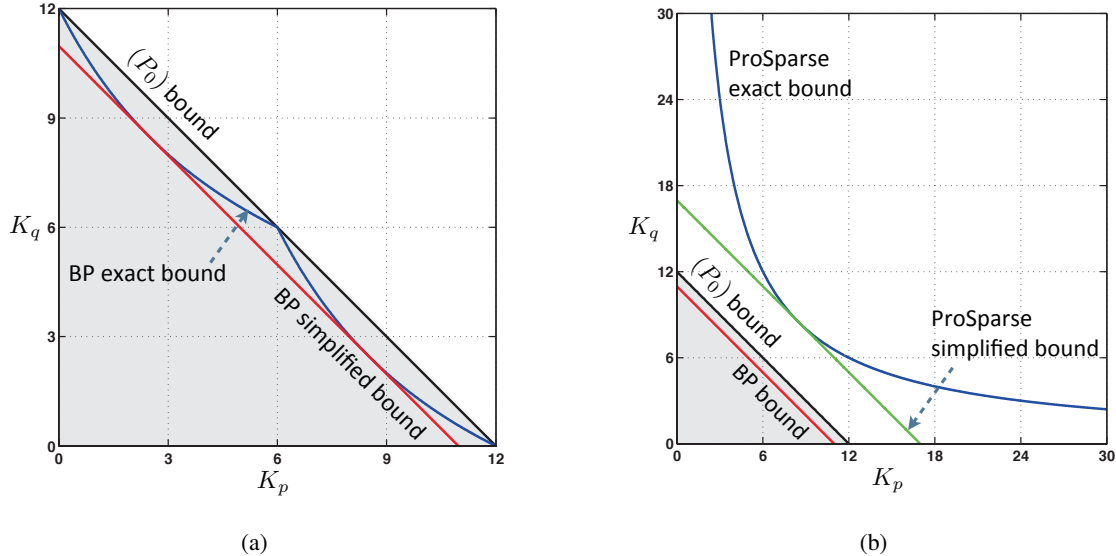 12
9
6
3
0
K_q
(P_0) bound
BP exact bound
BP simplified bound
0 3 6 9 12
K_p
(a)
30
24
18
12
6
0
K_q
ProSparse
exact bound
(P_0) bound
BP bound
ProSparse
simplified bound
0 6 12 18 24 30
K_p
(b)